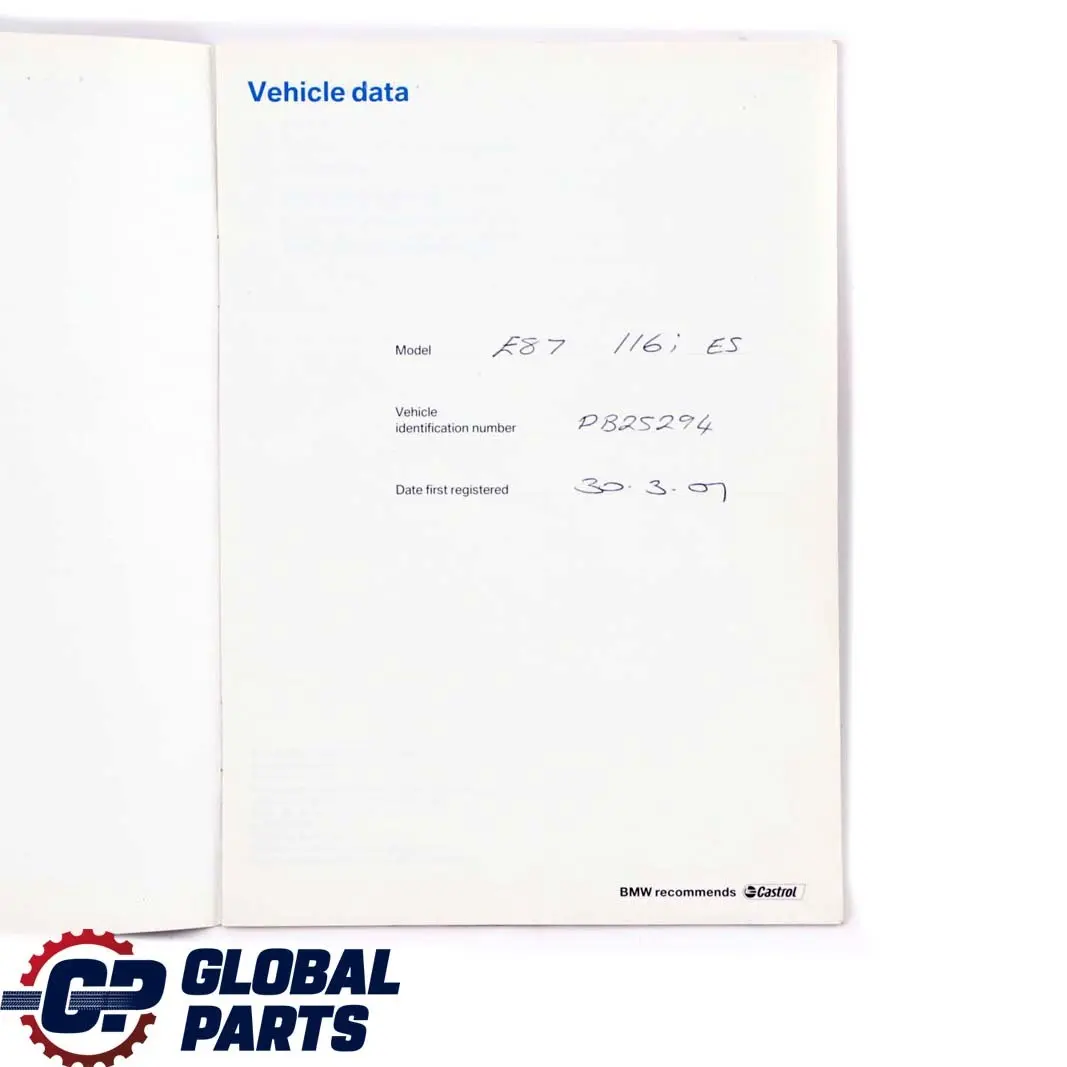 Vehicle data
Model E87 116i ES
Vehicle
identification number PB25294
Date first registered 30.3.07
BMW recommends Castrol
GP GLOBAL
PARTS